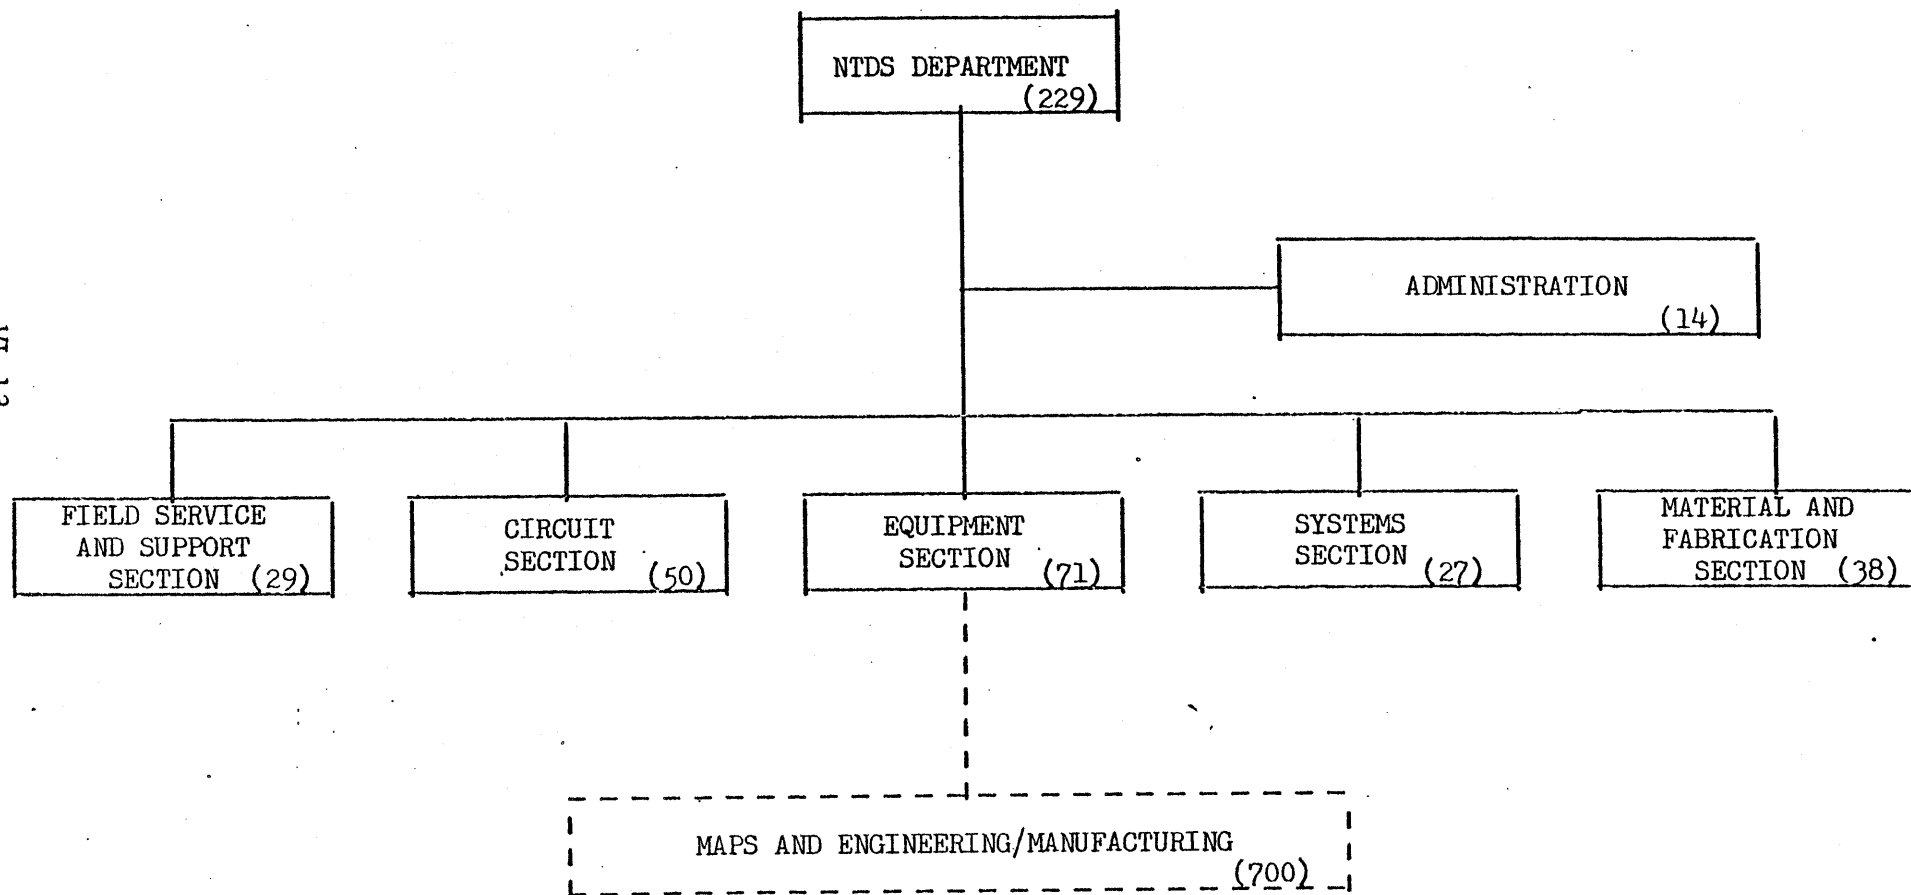 NTDS DEPARTMENT
(229)
ADMINISTRATION
(14)
FIELD SERVICE
AND SUPPORT
SECTION (29)
CIRCUIT
SECTION
(50)
EQUIPMENT
SECTION
(71)
SYSTEMS
SECTION
(27)
MATERIAL AND
FABRICATION
SECTION (38)
MAPS AND ENGINEERING/MANUFACTURING
(700)